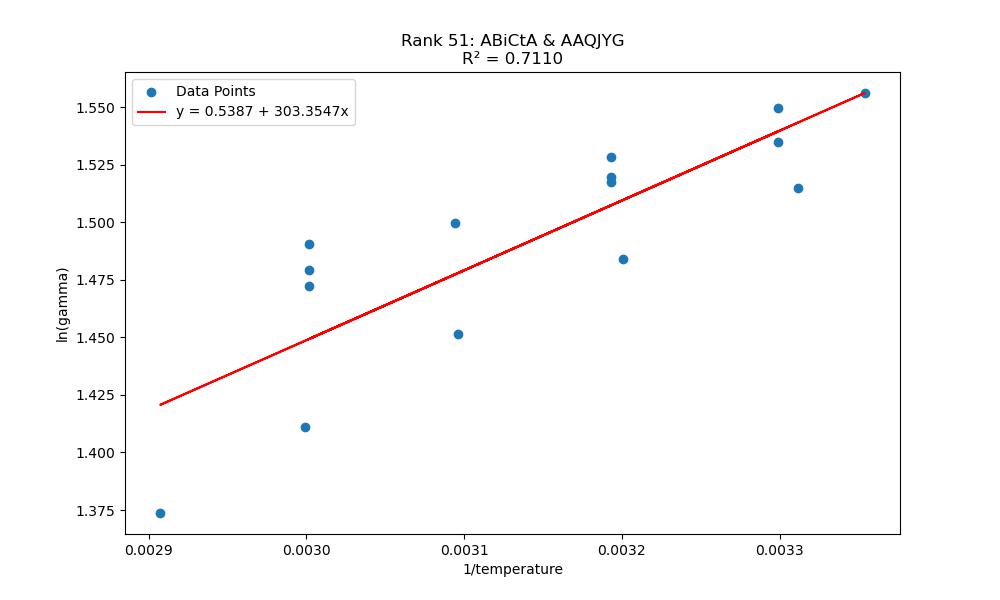 Rank 51: ABiCtA & AAQJYG
R² = 0.7110
Data Points
y = 0.5387 + 303.3547x
1.550
1.525
1.500
1.475
1.450
1.425
1.400
1.375
ln(gamma)
0.0029
0.0030
0.0031
0.0032
0.0033
1/temperature